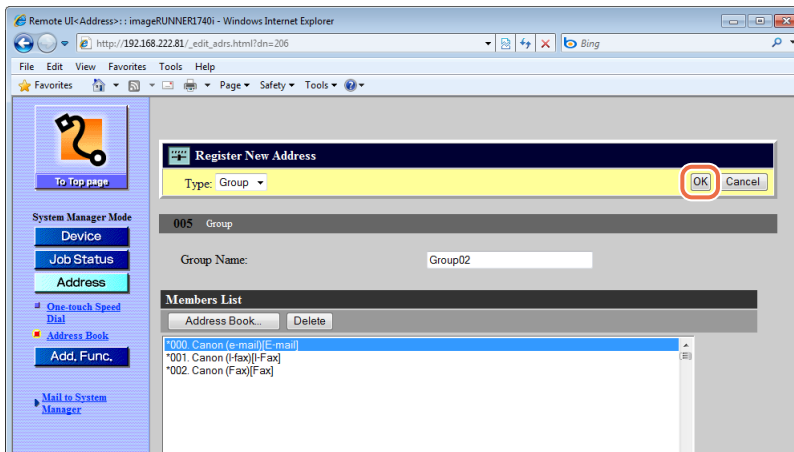 Remote UI<Address>: : imageRUNNER1740i - Windows Internet Explorer
http://192.168.222.81/_edit_adrs.html?dn=206
Bing
File Edit View Favorites Tools Help
Favorites Page Safety Tools
To Top page
Register New Address
Type: Group
OK Cancel
System Manager Mode
Device
Job Status
Address
One-touch Speed
Dial
Address Book
Add. Func.
Mail to System
Manager
005 Group
Group Name: Group02
Members List
Address Book... Delete
*000. Canon (e-mail)[E-mail]
*001. Canon (I-fax)[I-Fax]
*002. Canon (Fax)[Fax]